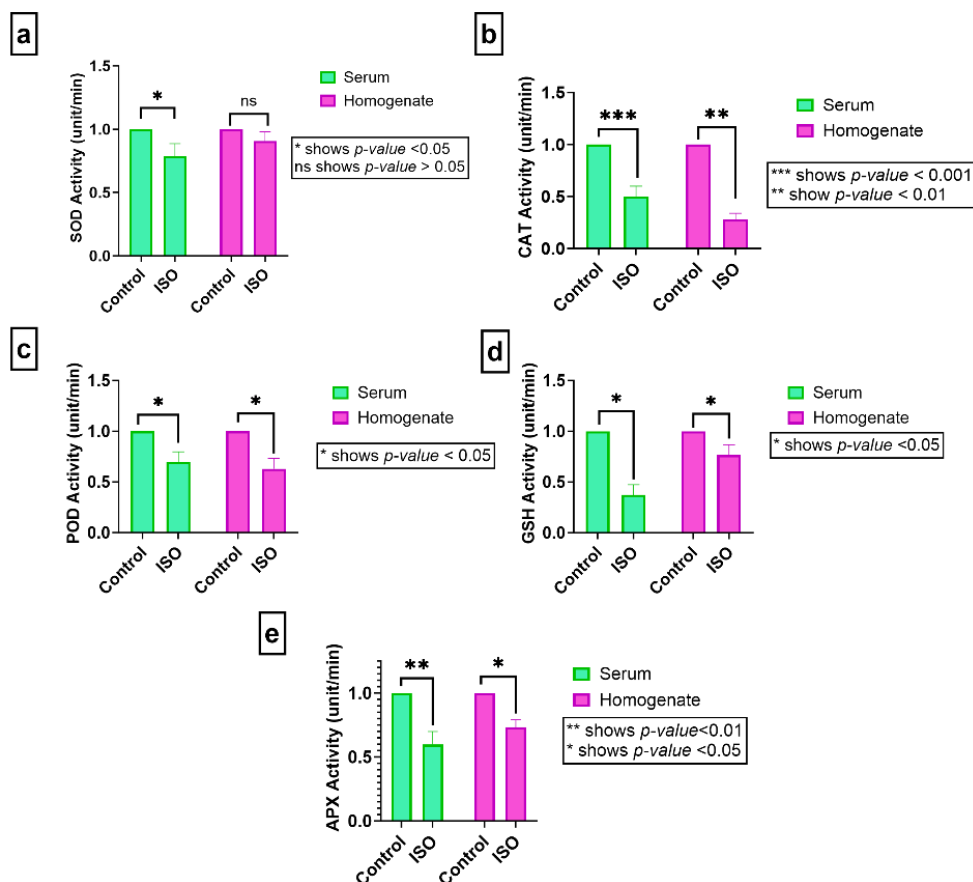 a
SOD Activity (unit/min)
1.5
1.0
0.5
0.0
*
ns
Control
ISO
Control
ISO
Serum
Homogenate
* shows p-value <0.05
ns shows p-value > 0.05
b
CAT Activity (unit/min)
1.5
1.0
0.5
0.0
***
**
Control
ISO
Control
ISO
Serum
Homogenate
*** shows p-value < 0.001
** show p-value < 0.01
c
POD Activity (unit/min)
1.5
1.0
0.5
0.0
*
*
Control
ISO
Control
ISO
Serum
Homogenate
* shows p-value < 0.05
d
GSH Activity (unit/min)
1.5
1.0
0.5
0.0
*
*
Control
ISO
Control
ISO
Serum
Homogenate
* shows p-value <0.05
e
APX Activity (unit/min)
1.0
0.5
0.0
**
*
Control
ISO
Control
ISO
Serum
Homogenate
** shows p-value<0.01
* shows p-value <0.05